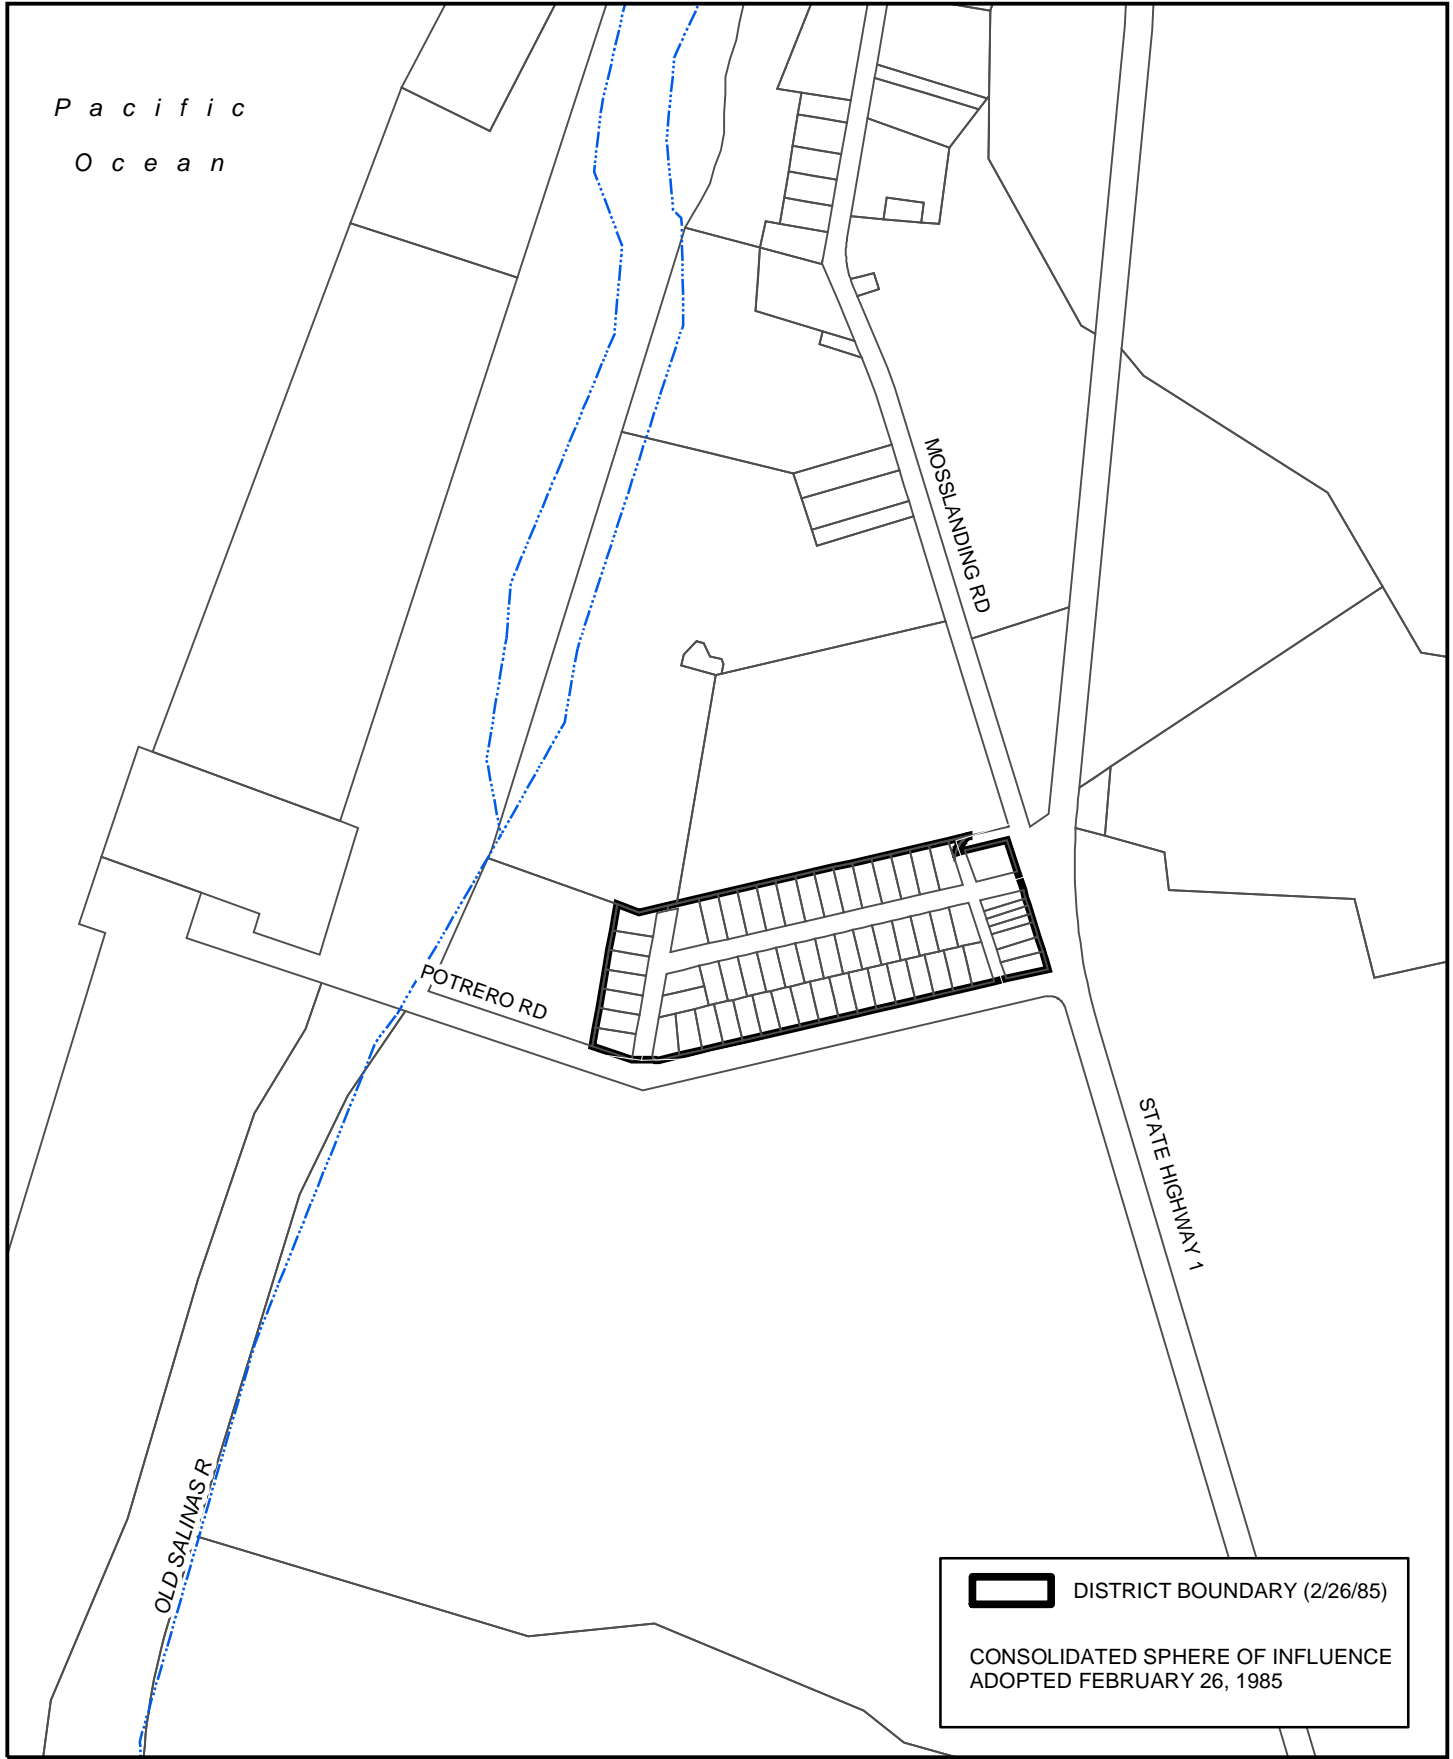 Pacific
Ocean
MOSSLANDING RD
POTRERO RD
STATE HIGHWAY 1
OLD SALINAS R
DISTRICT BOUNDARY (2/26/85)
CONSOLIDATED SPHERE OF INFLUENCE
ADOPTED FEBRUARY 26, 1985